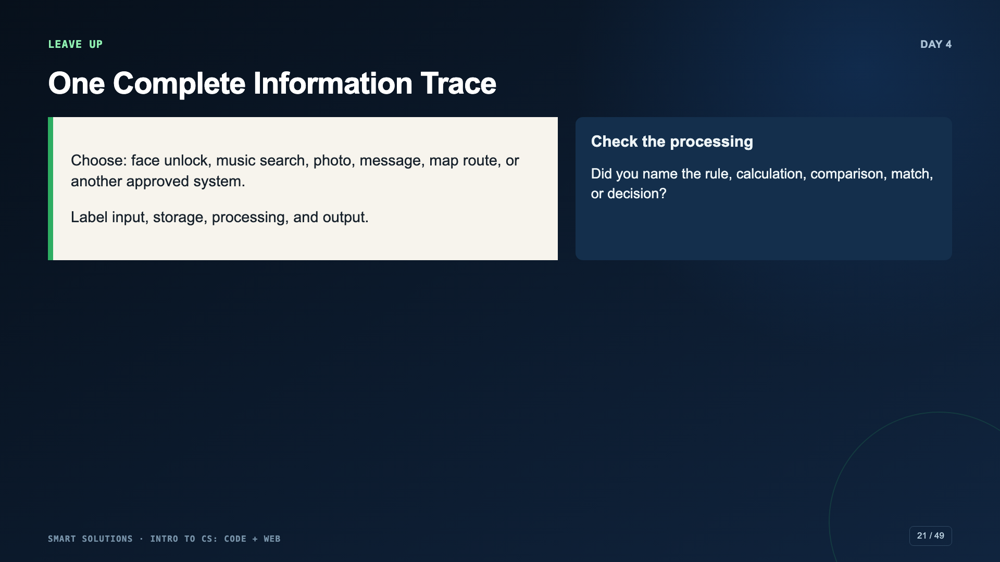 LEAVE UP
DAY 4
One Complete Information Trace
Choose: face unlock, music search, photo, message, map route, or
another approved system.
Label input, storage, processing, and output.
Check the processing
Did you name the rule, calculation, comparison, match,
or decision?
SMART SOLUTIONS · INTRO TO CS: CODE + WEB
21 / 49